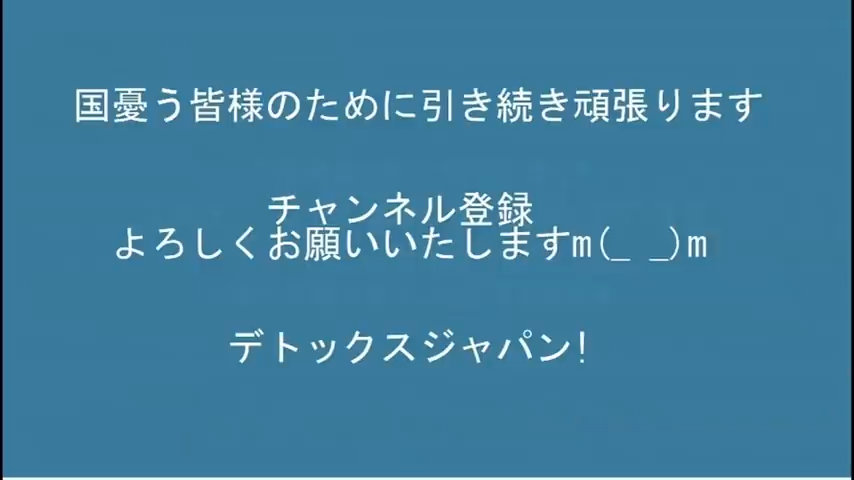 国憂う皆様のために引き続き頑張ります
チャンネル登録
よろしくお願いいたしますm(_ _)m
デトックスジャパン!